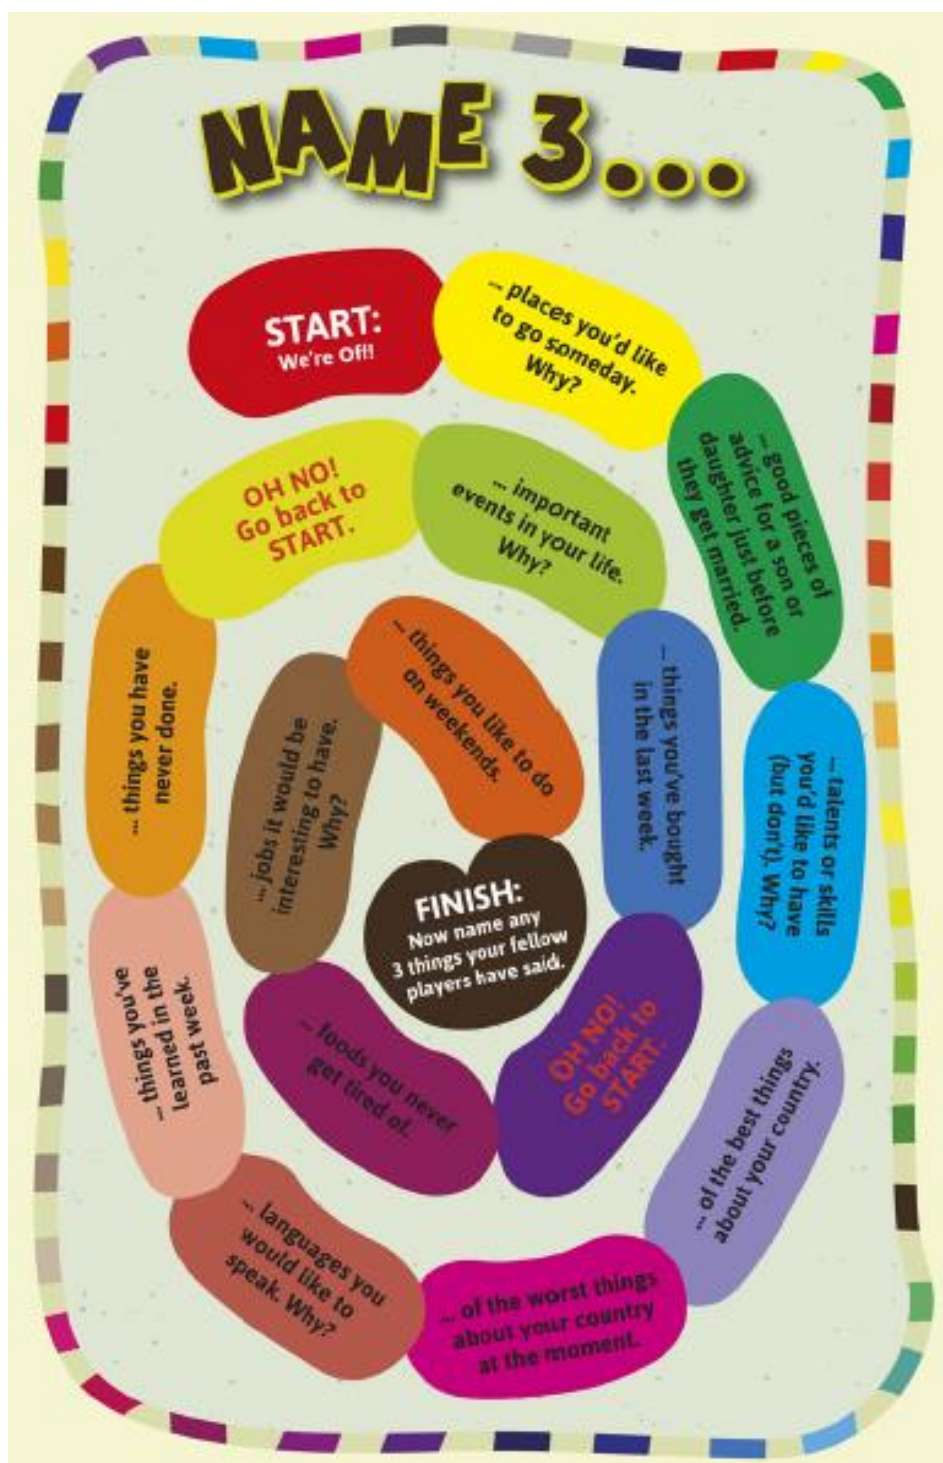 NAME 3....
START:
We're Off!
... places you'd like
to go someday.
Why?
... good pieces of
advice for a son or
daughter just before
they get married.
... talents or skills
you'd like to have
(but don't). Why?
... of the best things
about your country.
... of the worst things
about your country
at the moment.
... languages you
would like to
speak. Why?
... things you've
learned in the
past week.
... things you have
never done.
OH NO!
Go back to
START.
... important
events in your life.
Why?
... things you've bought
in the last week.
OH NO!
Go back to
START.
... foods you never
get tired of.
... jobs it would be
interesting to have.
Why?
... things you like to do
on weekends.
FINISH:
Now name any
3 things your fellow
players have said.